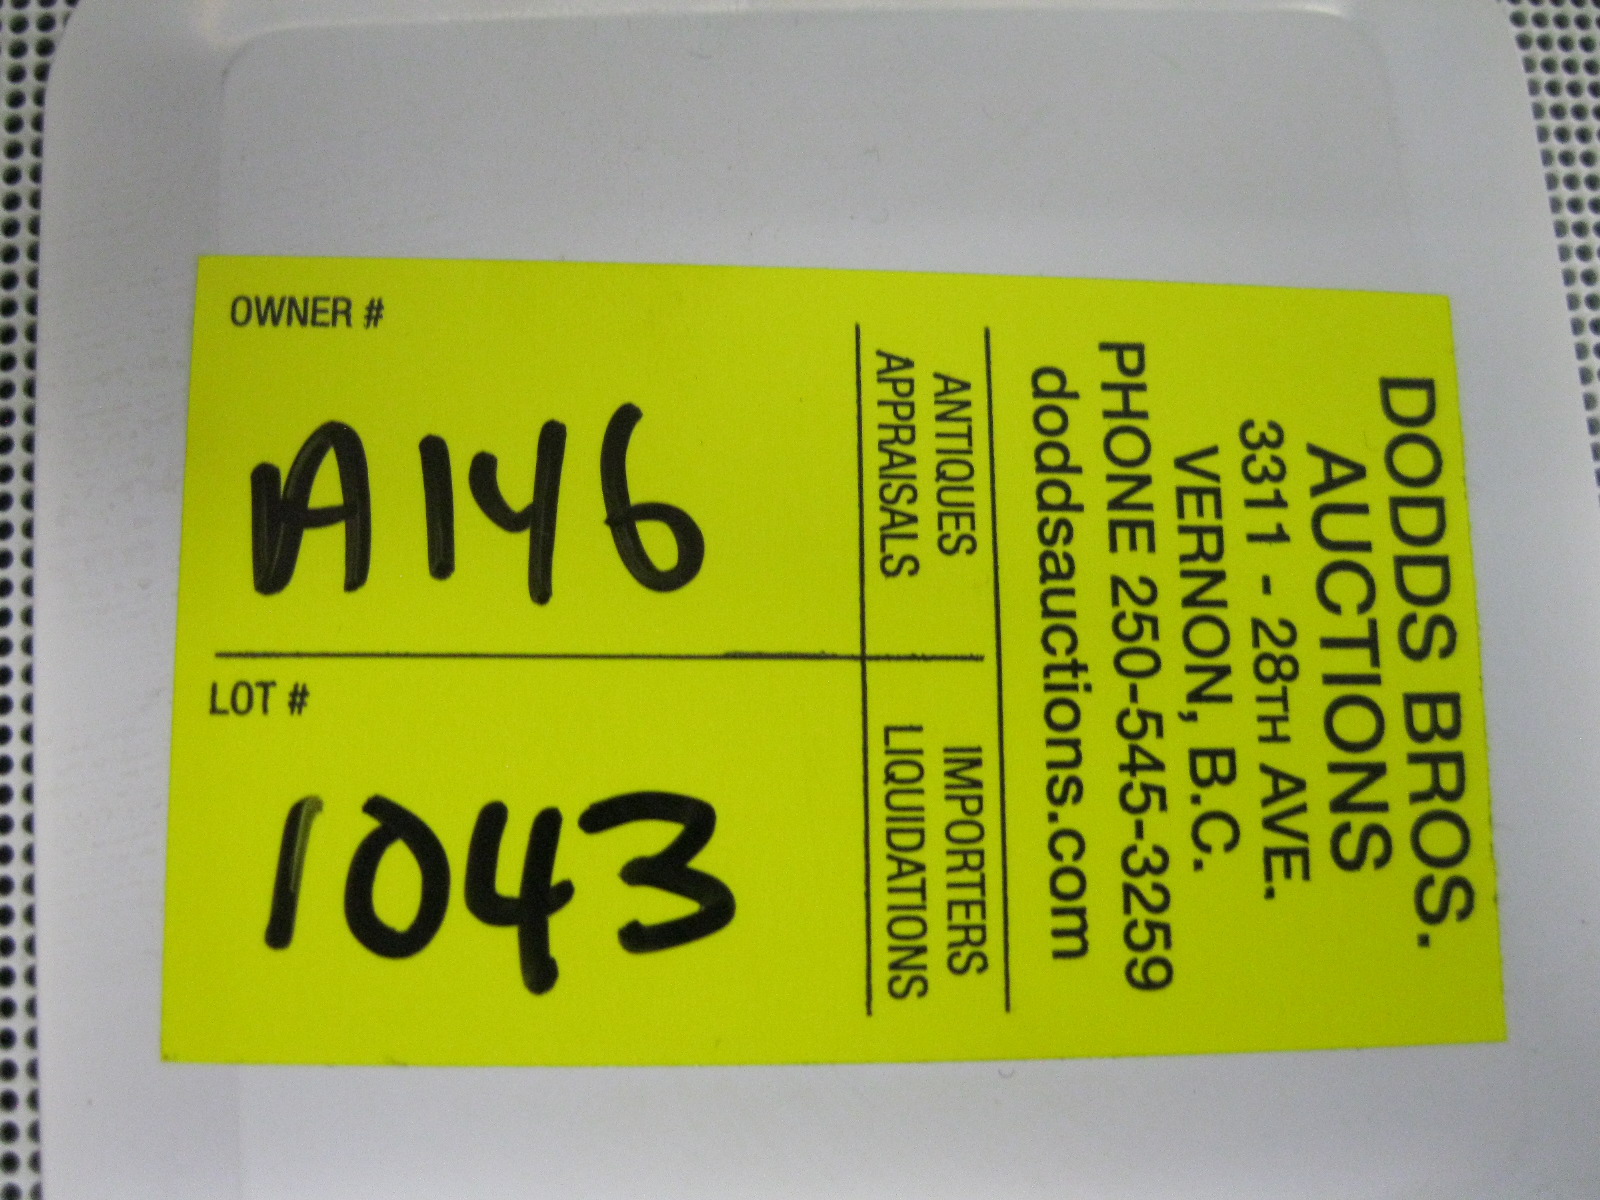 DODDS BROS.
AUCTIONS
3311 - 28TH AVE.
VERNON, B.C.
PHONE 250-545-3259
doddsauctions.com
ANTIQUES
APPRAISALS
IMPORTERS
LIQUIDATIONS
OWNER #
A146
LOT #
1043